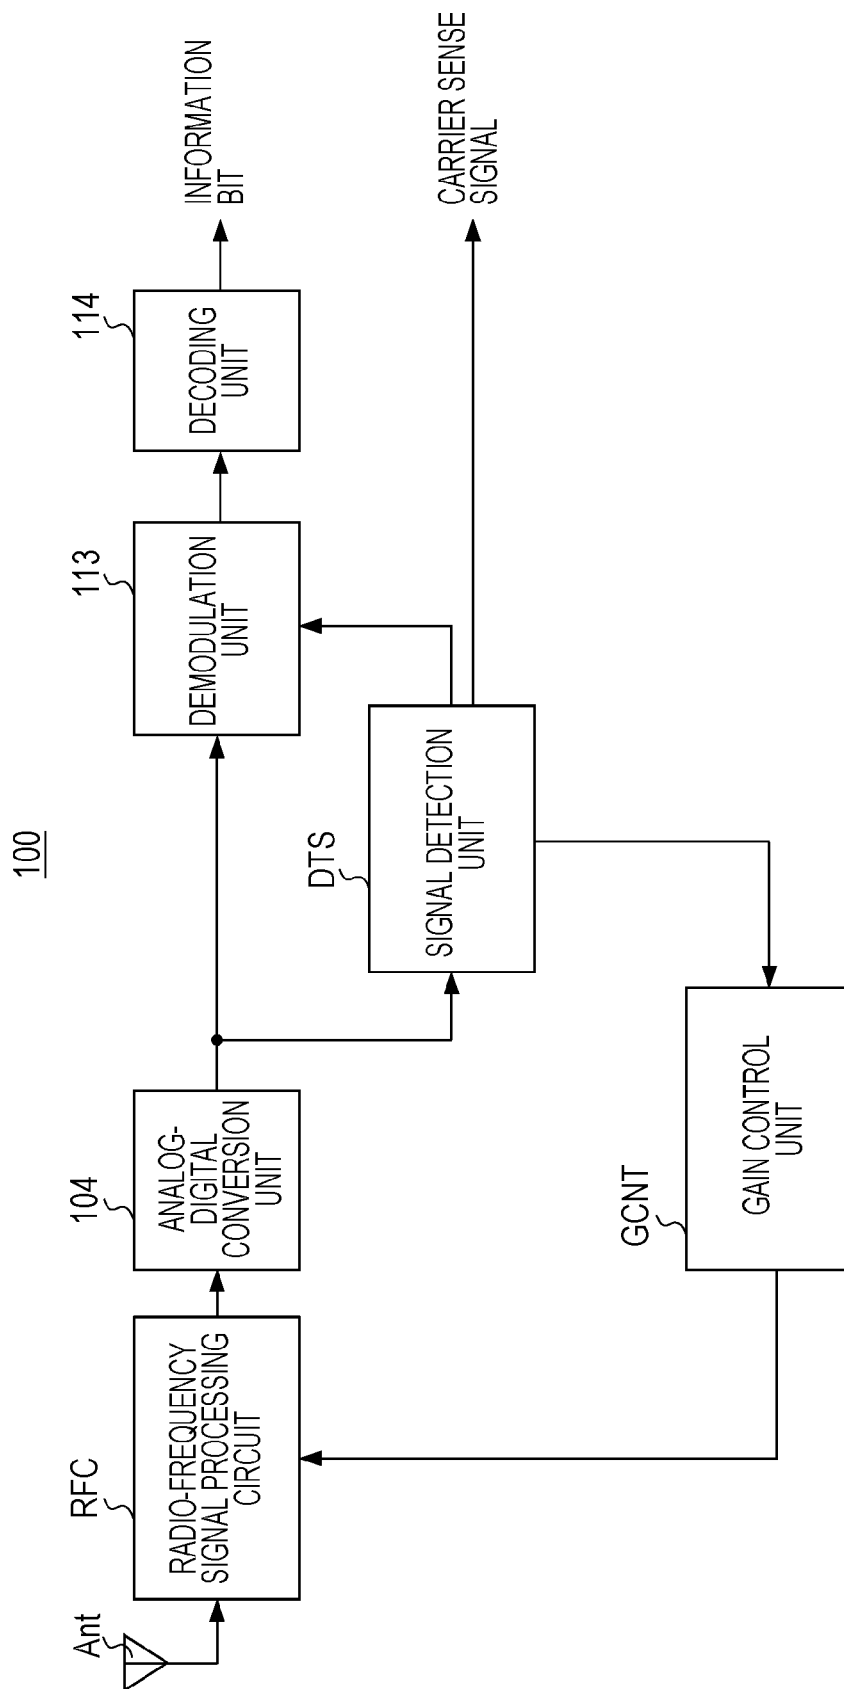 100
Ant
RFC
RADIO-FREQUENCY
SIGNAL PROCESSING
CIRCUIT
104
ANALOG-
DIGITAL
CONVERSION
UNIT
113
DEMODULATION
UNIT
114
DECODING
UNIT
INFORMATION
BIT
DTS
SIGNAL DETECTION
UNIT
CARRIER SENSE
SIGNAL
GCNT
GAIN CONTROL
UNIT